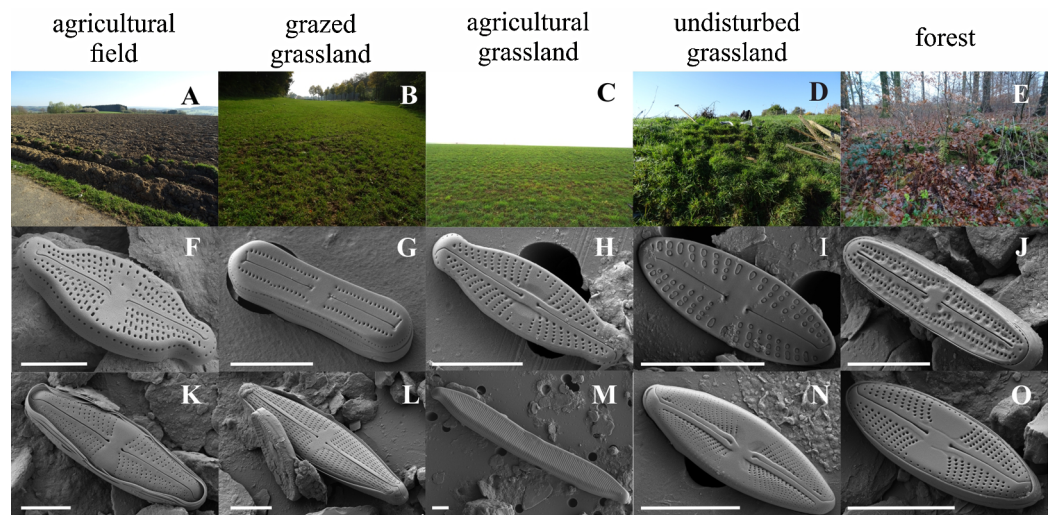 agricultural
field
grazed
grassland
agricultural
grassland
undisturbed
grassland
forest
A
B
C
D
E
F
G
H
I
J
K
L
M
N
O